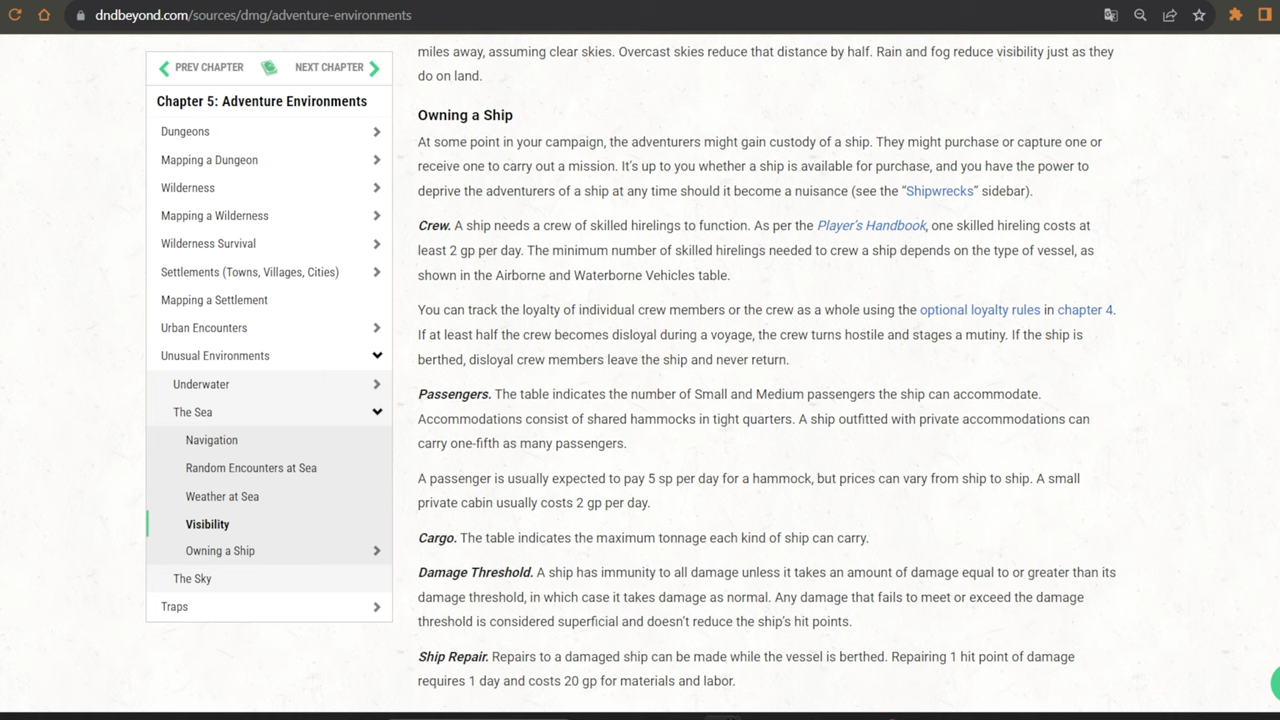 dndbeyond.com/sources/dmg/adventure-environments
PREV CHAPTER NEXT CHAPTER
Chapter 5: Adventure Environments
Dungeons
Mapping a Dungeon
Wilderness
Mapping a Wilderness
Wilderness Survival
Settlements (Towns, Villages, Cities)
Mapping a Settlement
Urban Encounters
Unusual Environments
Underwater
The Sea
Navigation
Random Encounters at Sea
Weather at Sea
Visibility
Owning a Ship
The Sky
Traps
miles away, assuming clear skies. Overcast skies reduce that distance by half. Rain and fog reduce visibility just as they
do on land.
Owning a Ship
At some point in your campaign, the adventurers might gain custody of a ship. They might purchase or capture one or
receive one to carry out a mission. It's up to you whether a ship is available for purchase, and you have the power to
deprive the adventurers of a ship at any time should it become a nuisance (see the “Shipwrecks” sidebar).
Crew. A ship needs a crew of skilled hirelings to function. As per the Player's Handbook, one skilled hireling costs at
least 2 gp per day. The minimum number of skilled hirelings needed to crew a ship depends on the type of vessel, as
shown in the Airborne and Waterborne Vehicles table.
You can track the loyalty of individual crew members or the crew as a whole using the optional loyalty rules in chapter 4.
If at least half the crew becomes disloyal during a voyage, the crew turns hostile and stages a mutiny. If the ship is
berthed, disloyal crew members leave the ship and never return.
Passengers. The table indicates the number of Small and Medium passengers the ship can accommodate.
Accommodations consist of shared hammocks in tight quarters. A ship outfitted with private accommodations can
carry one-fifth as many passengers.
A passenger is usually expected to pay 5 sp per day for a hammock, but prices can vary from ship to ship. A small
private cabin usually costs 2 gp per day.
Cargo. The table indicates the maximum tonnage each kind of ship can carry.
Damage Threshold. A ship has immunity to all damage unless it takes an amount of damage equal to or greater than its
damage threshold, in which case it takes damage as normal. Any damage that fails to meet or exceed the damage
threshold is considered superficial and doesn't reduce the ship's hit points.
Ship Repair. Repairs to a damaged ship can be made while the vessel is berthed. Repairing 1 hit point of damage
requires 1 day and costs 20 gp for materials and labor.